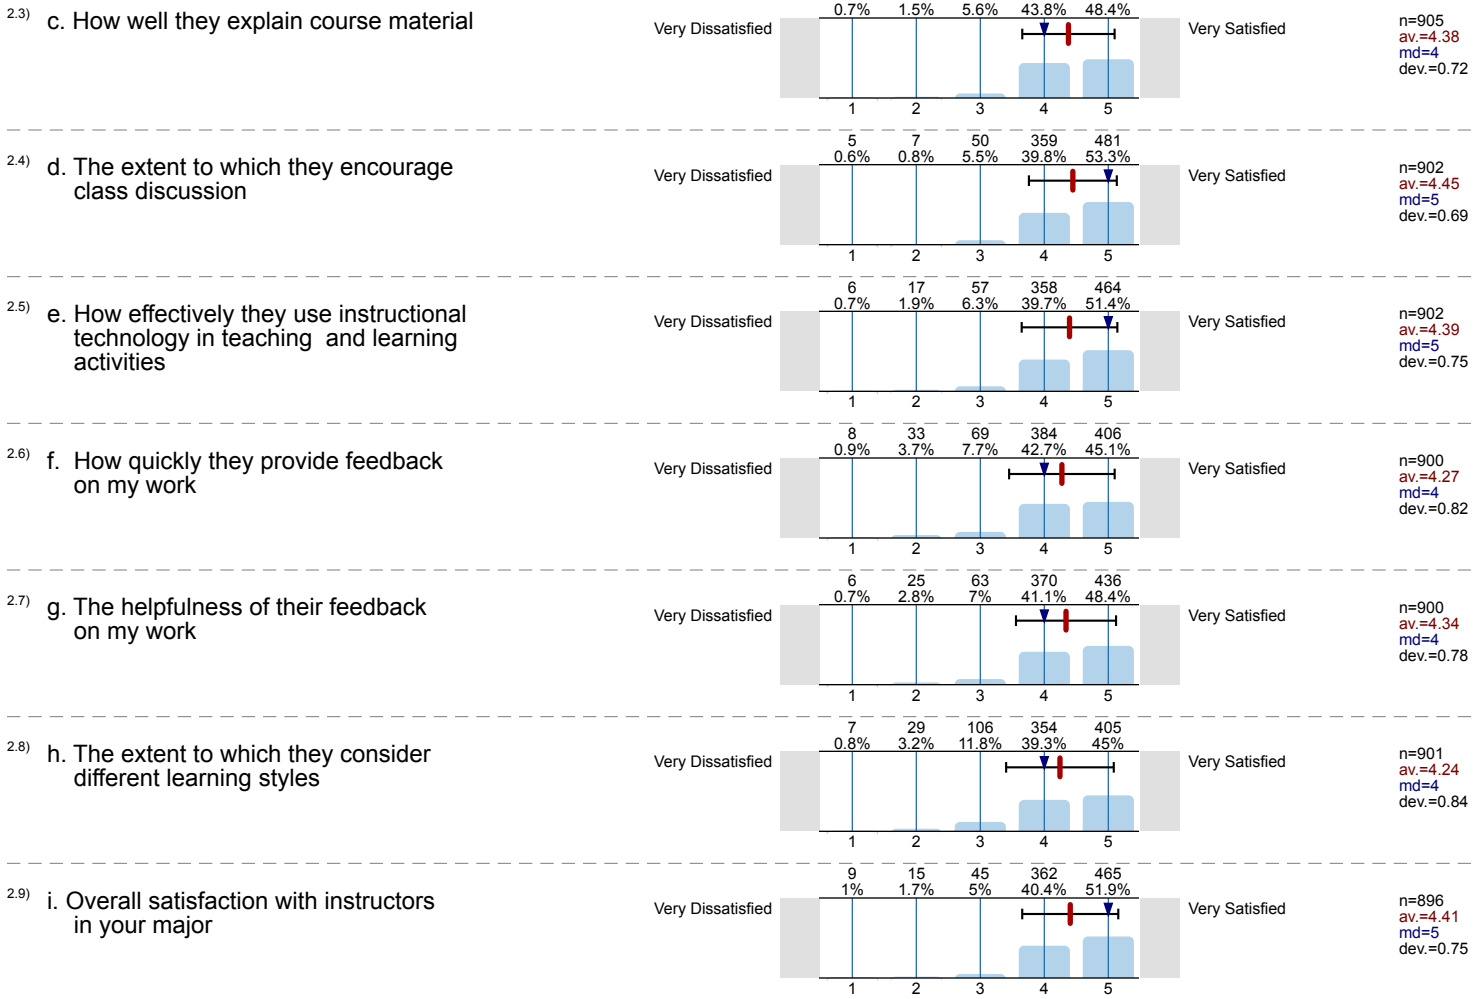 0.7% 1.5% 5.6% 43.8% 48.4%
2.3) c. How well they explain course material
Very Dissatisfied
Very Satisfied
n=905
av.=4.38
md=4
dev.=0.72
1 2 3 4 5
5 7 50 359 481
0.6% 0.8% 5.5% 39.8% 53.3%
2.4) d. The extent to which they encourage
class discussion
Very Dissatisfied
Very Satisfied
n=902
av.=4.45
md=5
dev.=0.69
1 2 3 4 5
6 17 57 358 464
0.7% 1.9% 6.3% 39.7% 51.4%
2.5) e. How effectively they use instructional
technology in teaching and learning
activities
Very Dissatisfied
Very Satisfied
n=902
av.=4.39
md=5
dev.=0.75
1 2 3 4 5
8 33 69 384 406
0.9% 3.7% 7.7% 42.7% 45.1%
2.6) f. How quickly they provide feedback
on my work
Very Dissatisfied
Very Satisfied
n=900
av.=4.27
md=4
dev.=0.82
1 2 3 4 5
6 25 63 370 436
0.7% 2.8% 7% 41.1% 48.4%
2.7) g. The helpfulness of their feedback
on my work
Very Dissatisfied
Very Satisfied
n=900
av.=4.34
md=4
dev.=0.78
1 2 3 4 5
7 29 106 354 405
0.8% 3.2% 11.8% 39.3% 45%
2.8) h. The extent to which they consider
different learning styles
Very Dissatisfied
Very Satisfied
n=901
av.=4.24
md=4
dev.=0.84
1 2 3 4 5
9 15 45 362 465
1% 1.7% 5% 40.4% 51.9%
2.9) i. Overall satisfaction with instructors
in your major
Very Dissatisfied
Very Satisfied
n=896
av.=4.41
md=5
dev.=0.75
1 2 3 4 5